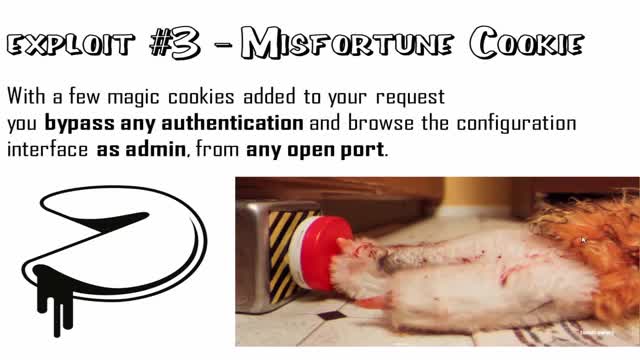 exploit #3 - Misfortune Cookie
With a few magic cookies added to your request
you bypass any authentication and browse the configuration
interface as admin, from any open port.